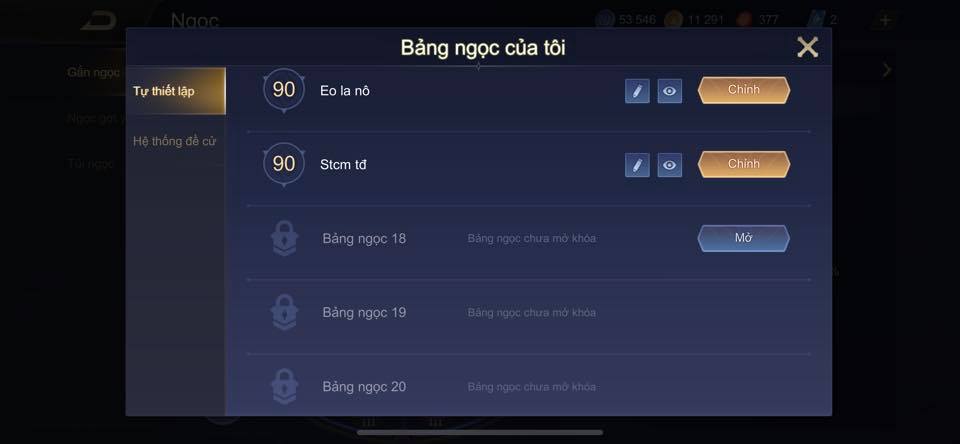 Ngọc
53 546
11 291
377
2
Bảng ngọc của tôi
Gắn ngọc
Tự thiết lập
90
Eo la nô
Chỉnh
Hệ thống đề cử
Túi ngọc
90
Stcm tđ
Chỉnh
Bảng ngọc 18
Bảng ngọc chưa mở khóa
Mở
Bảng ngọc 19
Bảng ngọc chưa mở khóa
Bảng ngọc 20
Bảng ngọc chưa mở khóa
III
III